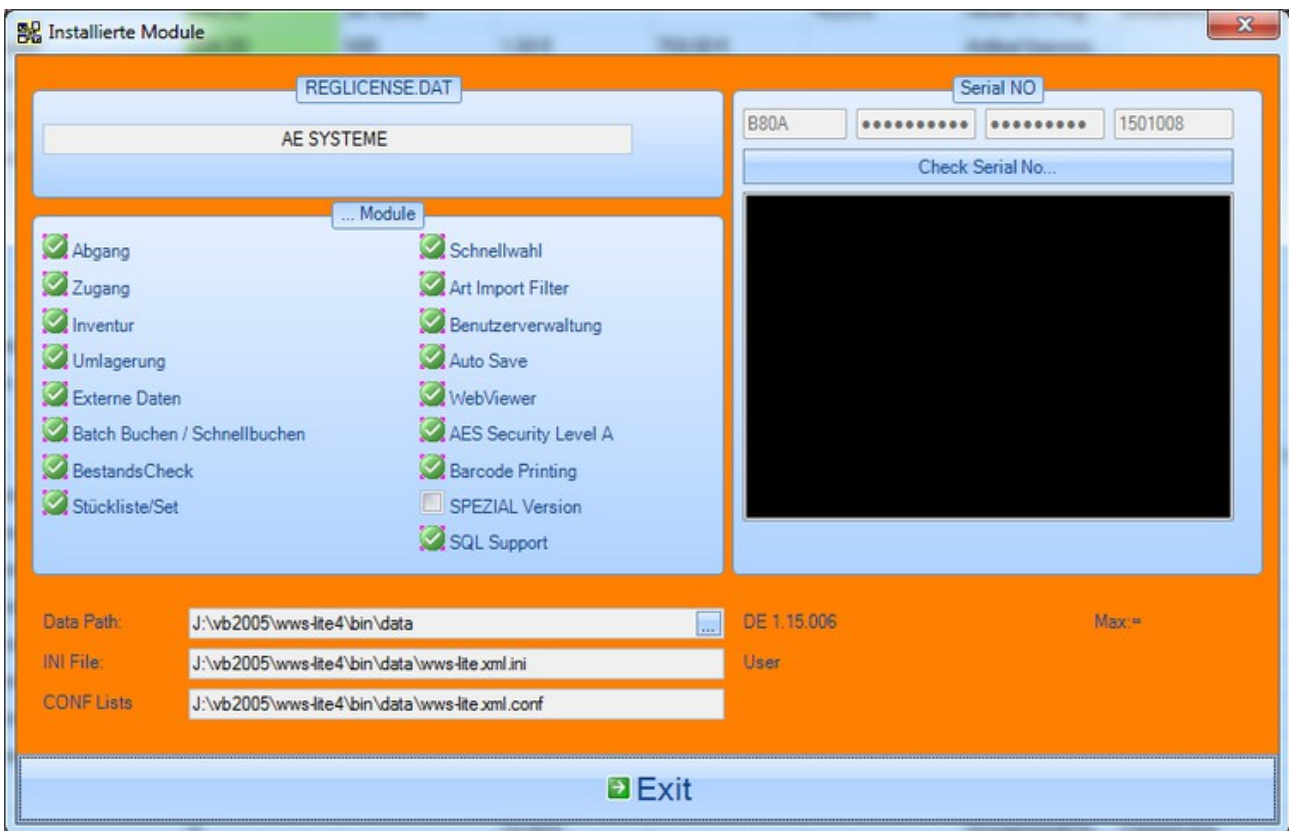 Installierte Module
REGLICENSE.DAT
AE SYSTEME
Serial NO
B80A ●●●●●●●●●● ●●●●●●●●● 1501008
Check Serial No...
... Module
Abgang
Zugang
Inventur
Umlagerung
Externe Daten
Batch Buchen / Schnellbuchen
BestandsCheck
Stückliste/Set
Schnellwahl
Art Import Filter
Benutzerverwaltung
Auto Save
WebViewer
AES Security Level A
Barcode Printing
SPEZIAL Version
SQL Support
Data Path: J:\vb2005\wws-lite4\bin\data ...
DE 1.15.006 Max:=
INI File: J:\vb2005\wws-lite4\bin\data\wws-lite.xml.ini
User
CONF Lists J:\vb2005\wws-lite4\bin\data\wws-lite.xml.conf
Exit